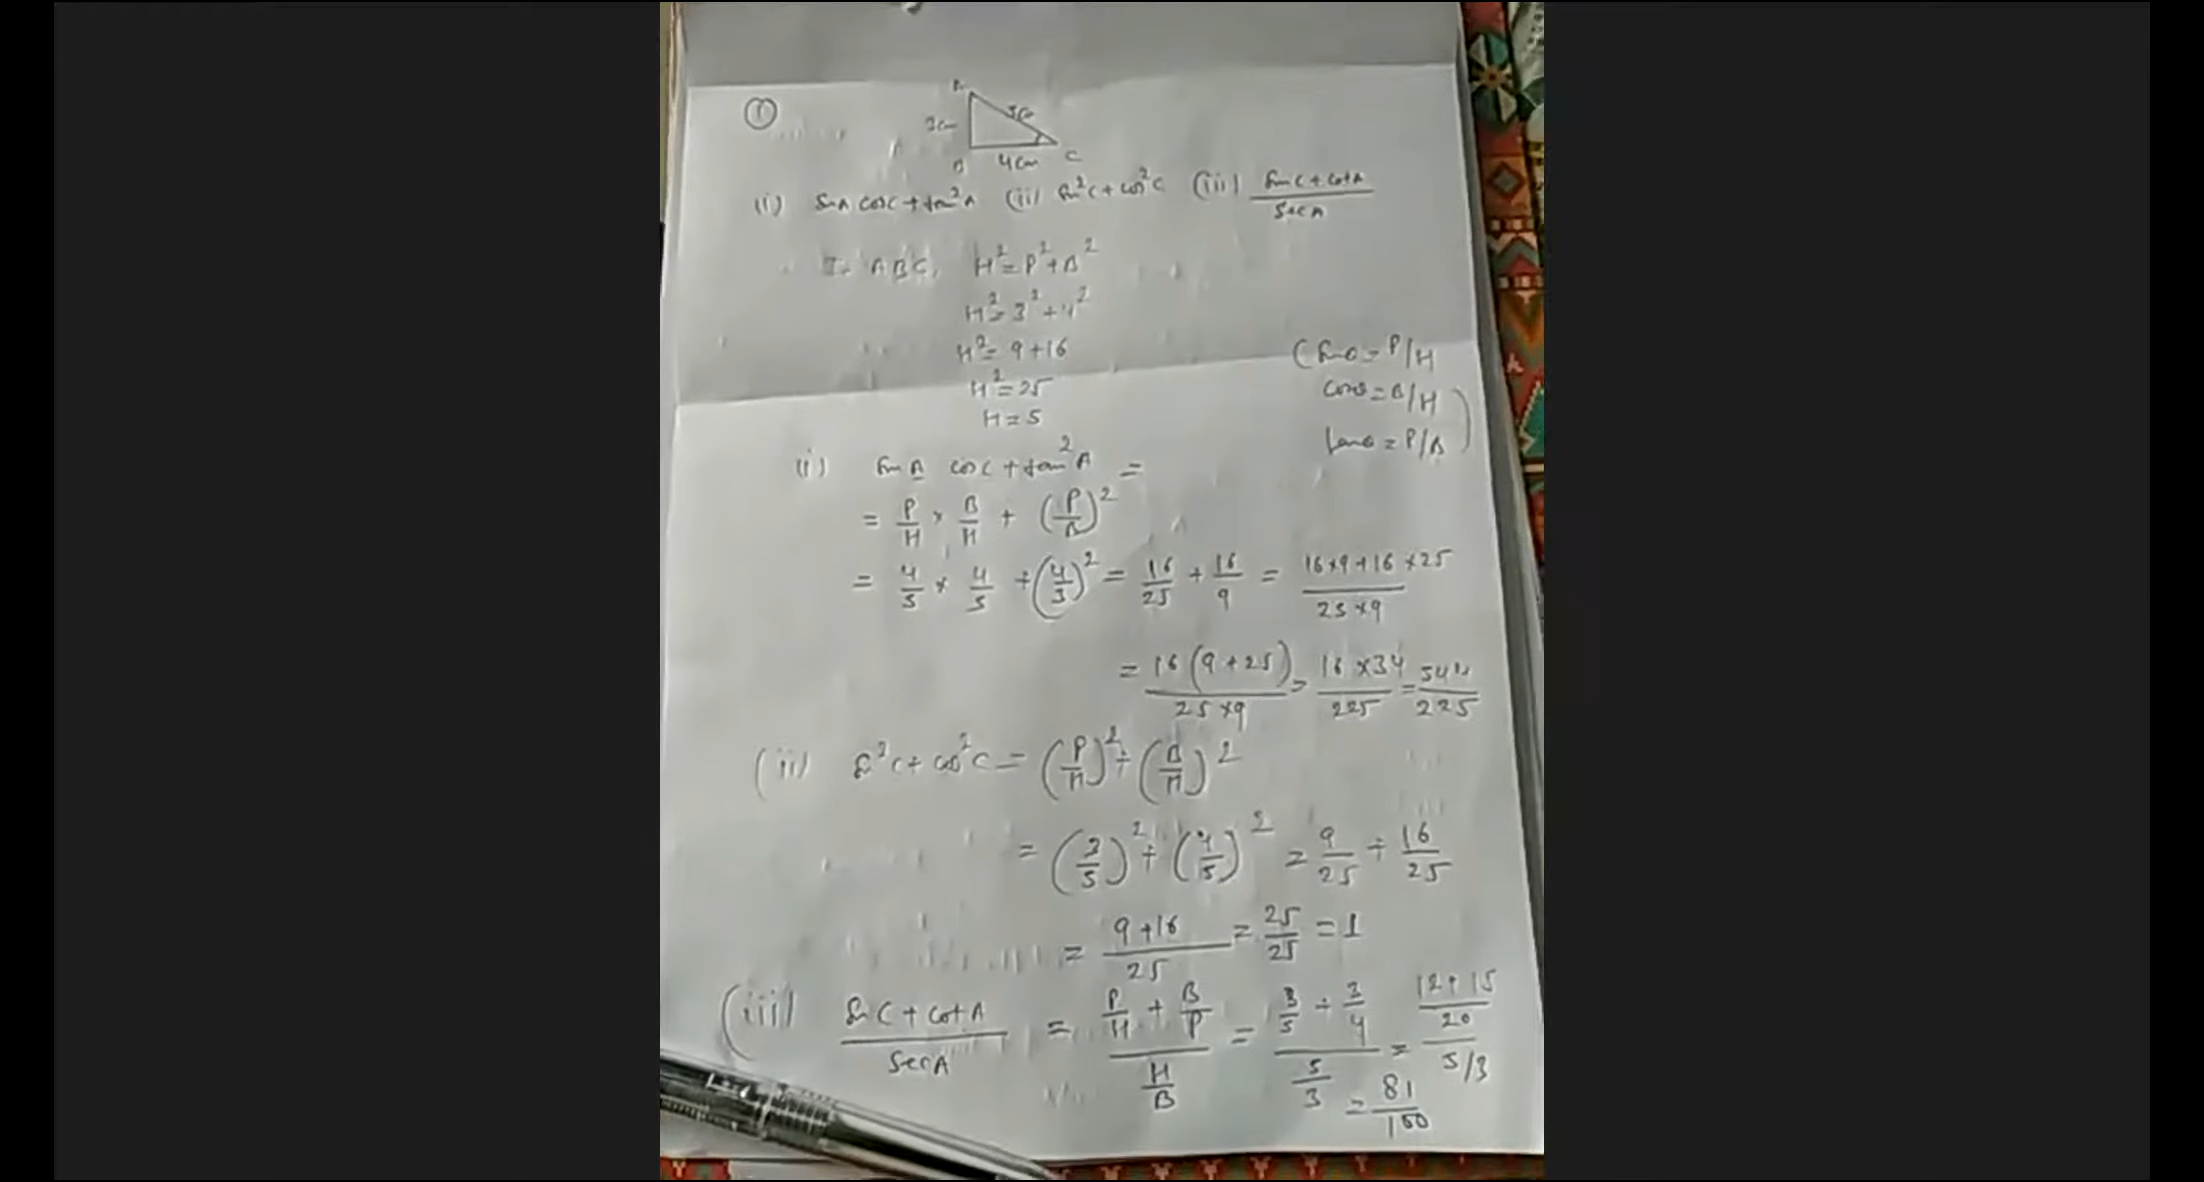 ①
A
3cm
5cm
B
4cm
C
(i) sinA cosC + tan²A (ii) sin²C + cos²C (iii) (sinC + cotA)/secA
In ABC, H² = P² + B²
H² = 3² + 4²
H² = 9 + 16
H² = 25
H = 5
(sinθ = P/H
cosθ = B/H
tanθ = P/B)
(i) sinA cosC + tan²A =
= P/H × B/H + (P/B)²
= 4/5 × 4/5 + (4/3)² = 16/25 + 16/9 = (16×9+16×25)/(25×9)
= 16(9+25)/(25×9) = (16×34)/225 = 544/225
(ii) sin²C + cos²C = (P/H)² + (B/H)²
= (3/5)² + (4/5)² = 9/25 + 16/25
= (9+16)/25 = 25/25 = 1
(iii) (sinC + cotA)/secA = (P/H + B/P)/(H/B) = (3/5 + 3/4)/(5/3) = ((12+15)/20)/(5/3)
= 81/100